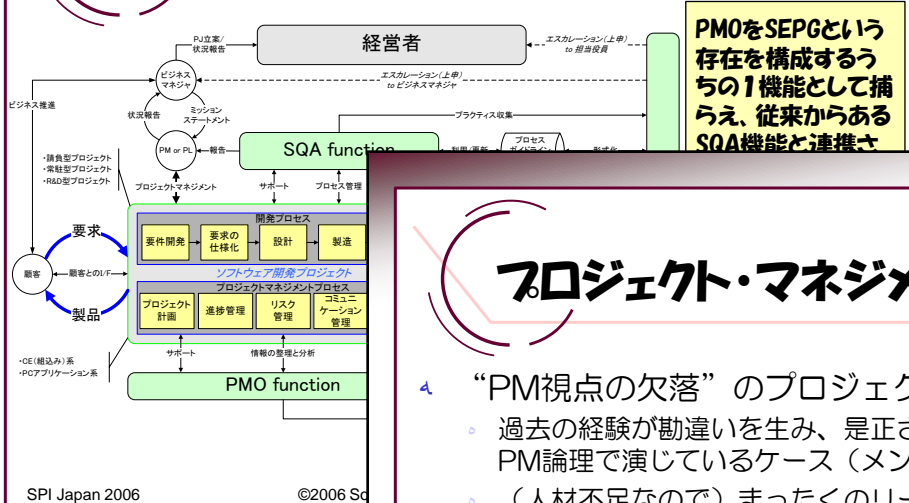 PJ立案/
状況報告
経営者
エスカレーション(上申)
to 担当役員
ビジネス
マネジャ
エスカレーション(上申)
to ビジネスマネジャ
PMOをSEPGという
存在を構成するう
ちの1機能として捕
らえ、従来からある
SQA機能と連携さ
ビジネス推進
状況報告
ミッション
ステートメント
プラクティス収集
PM or PL
報告
SQA function
プロセス
・請負型プロジェクト
・常駐型プロジェクト
・R&D型プロジェクト
プロジェクトマネジメント
サポート
プロセス管理
開発プロセス
要件開発
要求の
仕様化
設計
製造
要求
顧客
顧客とのI/F
製品
ソフトウェア開発プロジェクト
プロジェクトマネジメントプロセス
プロジェクト
計画
進捗管理
リスク
管理
コミュニ
ケーション
管理
・CE(組込み)系
・PCアプリケーション系
サポート
情報の整理と分析
PMO function
SPI Japan 2006
©2006 So
プロジェクト・マネジメ
“PM視点の欠落”のプロジェク
過去の経験が勘違いを生み、是正さ
PM論理で演じているケース(メン
(人材不足なので)まったくのリー